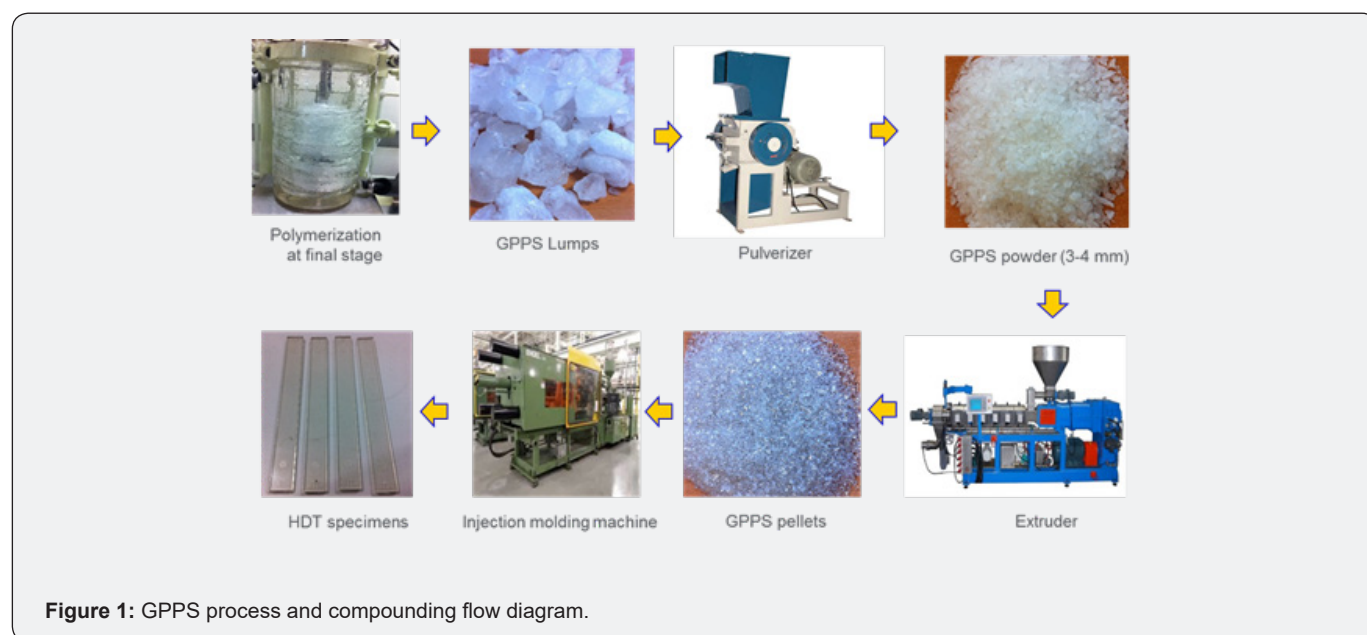 Polymerization
at final stage
GPPS Lumps
Pulverizer
GPPS powder (3-4 mm)
HDT specimens
Injection molding machine
GPPS pellets
Extruder
Figure 1: GPPS process and compounding flow diagram.